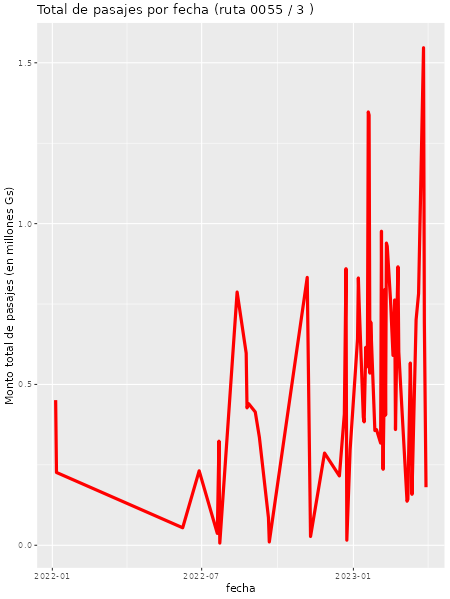 Total de pasajes por fecha (ruta 0055 / 3 )
Monto total de pasajes (en millones Gs)
1.5
1.0
0.5
0.0
2022-01
2022-07
2023-01
fecha